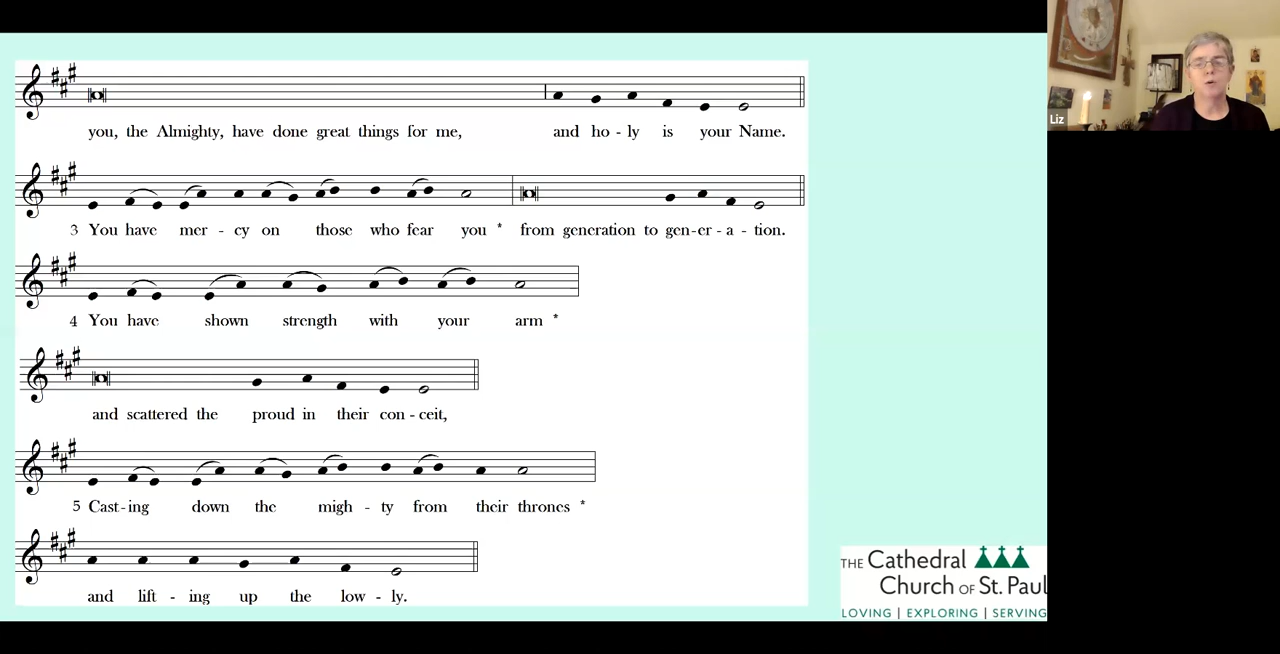 you, the Almighty, have done great things for me, and ho - ly is your Name.
3 You have mer - cy on those who fear you * from generation to gen-er - a - tion.
4 You have shown strength with your arm *
and scattered the proud in their con - ceit,
5 Cast-ing down the migh - ty from their thrones *
and lift - ing up the low - ly.
Liz
THE Cathedral
Church OF St. Paul
LOVING | EXPLORING | SERVING